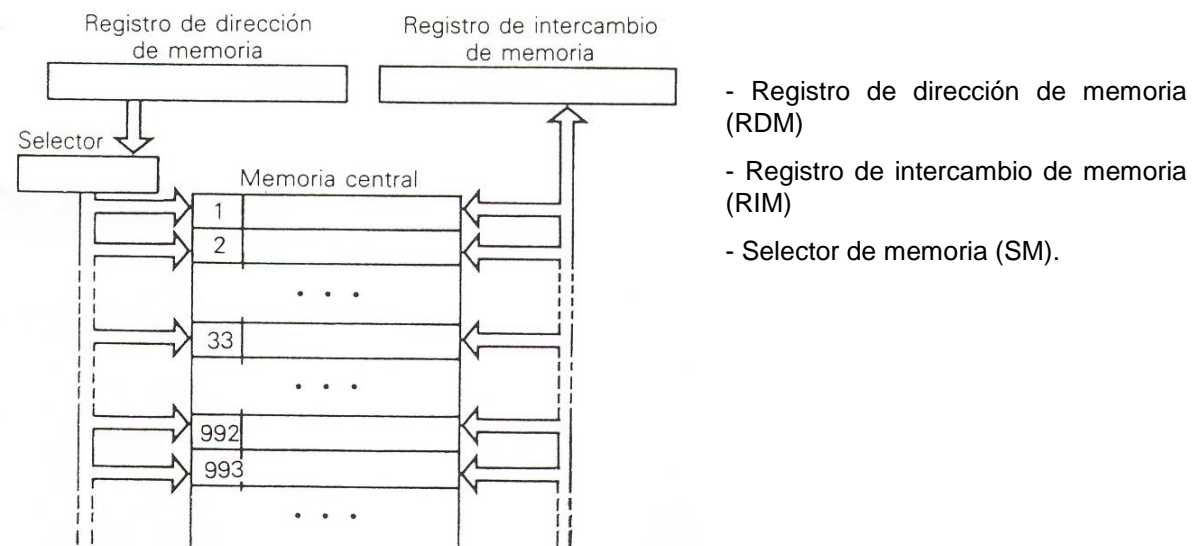 Registro de dirección
de memoria
Registro de intercambio
de memoria
Selector
Memoria central
1
2
. . .
33
. . .
992
993
. . .
- Registro de dirección de memoria
(RDM)
- Registro de intercambio de memoria
(RIM)
- Selector de memoria (SM).